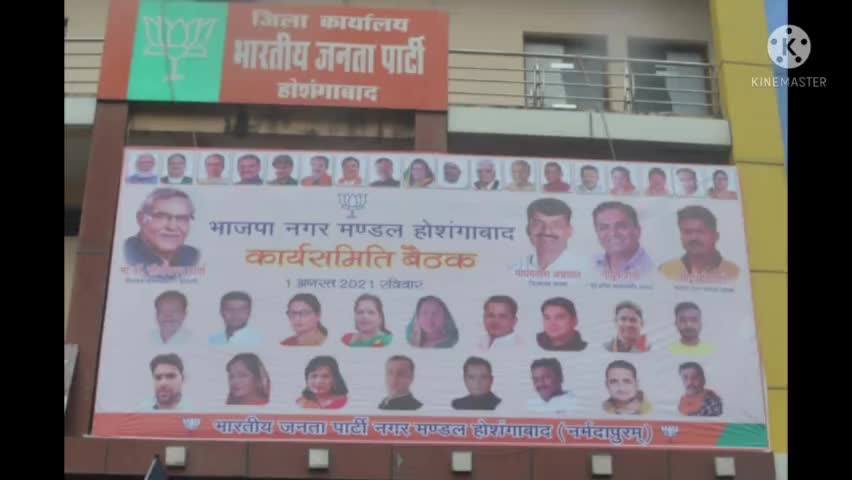 जिला कार्यालय
भारतीय जनता पार्टी
होशंगाबाद
KINEMASTER
भाजपा नगर मण्डल होशंगाबाद
कार्यसमिति बैठक
1 अगस्त 2021 रविवार
भारतीय जनता पार्टी नगर मण्डल होशंगाबाद (नर्मदापुरम्)